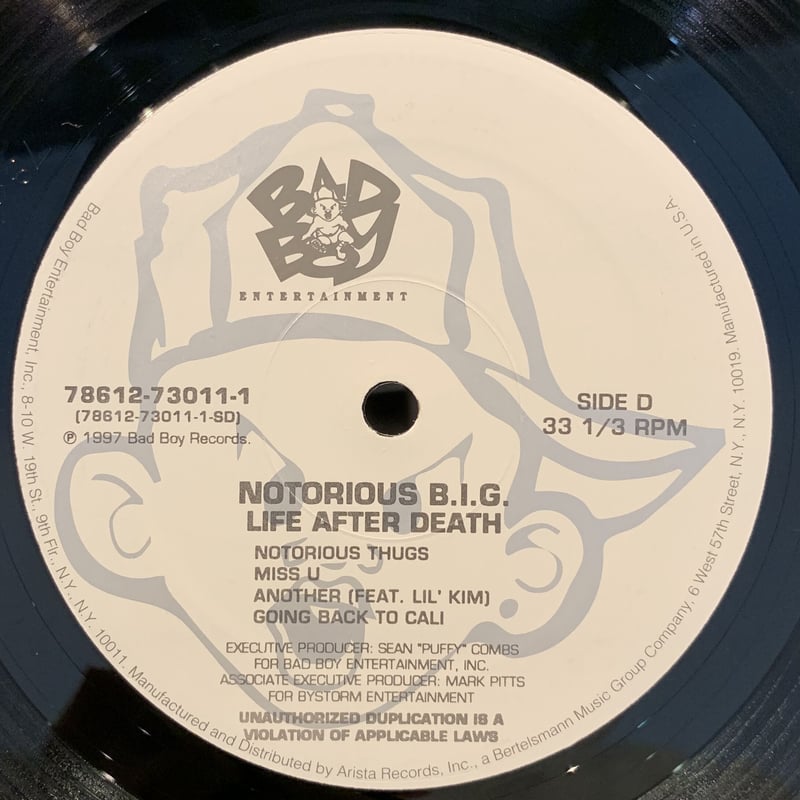 BAD
BOY
ENTERTAINMENT
78612-73011-1
(78612-73011-1-SD)
℗ 1997 Bad Boy Records.
SIDE D
33 1/3 RPM
NOTORIOUS B.I.G.
LIFE AFTER DEATH
NOTORIOUS THUGS
MISS U
ANOTHER (FEAT. LIL' KIM)
GOING BACK TO CALI
EXECUTIVE PRODUCER: SEAN "PUFFY" COMBS
FOR BAD BOY ENTERTAINMENT, INC.
ASSOCIATE EXECUTIVE PRODUCER: MARK PITTS
FOR BYSTORM ENTERTAINMENT
UNAUTHORIZED DUPLICATION IS A
VIOLATION OF APPLICABLE LAWS
Bad Boy Entertainment, Inc., 8-10 W. 19th St., 9th Flr., N.Y., N.Y. 10011. Manufactured and Distributed by Arista Records, Inc., a Bertelsmann Music Group Company, 6 West 57th Street, N.Y., N.Y. 10019. Manufactured in U.S.A.